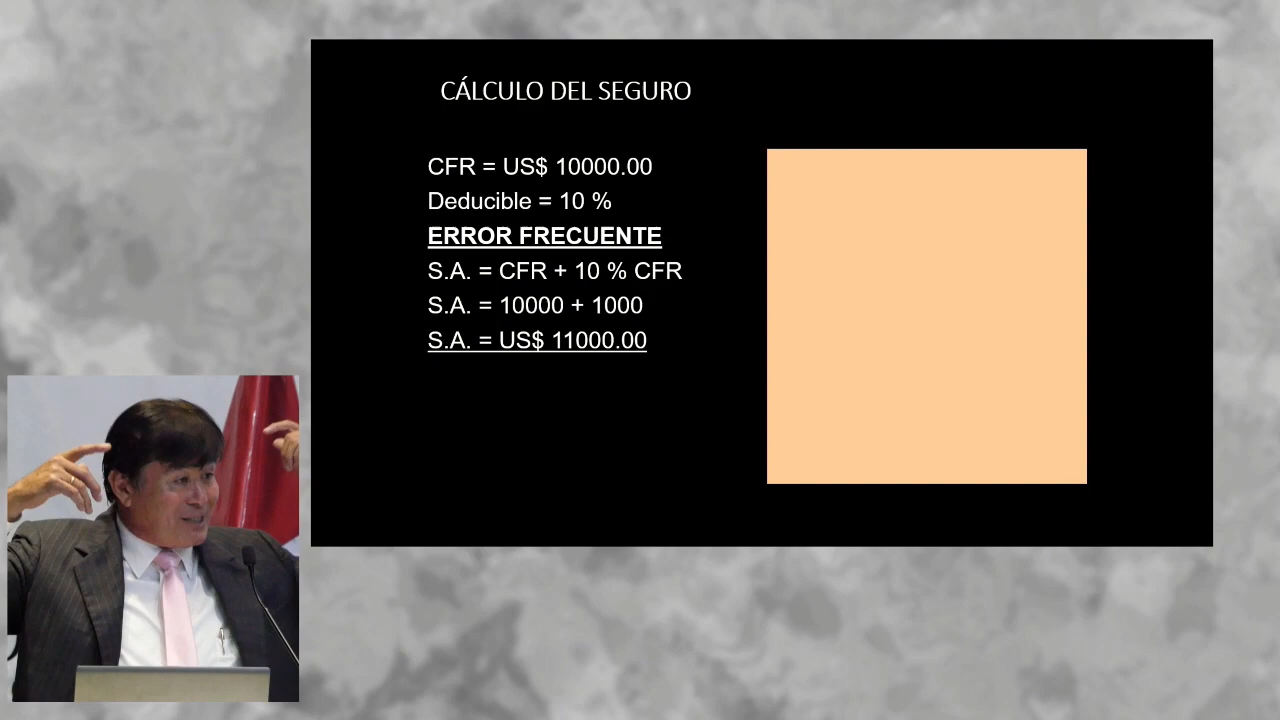 CÁLCULO DEL SEGURO
CFR = US$ 10000.00
Deducible = 10 %
ERROR FRECUENTE
S.A. = CFR + 10 % CFR
S.A. = 10000 + 1000
S.A. = US$ 11000.00